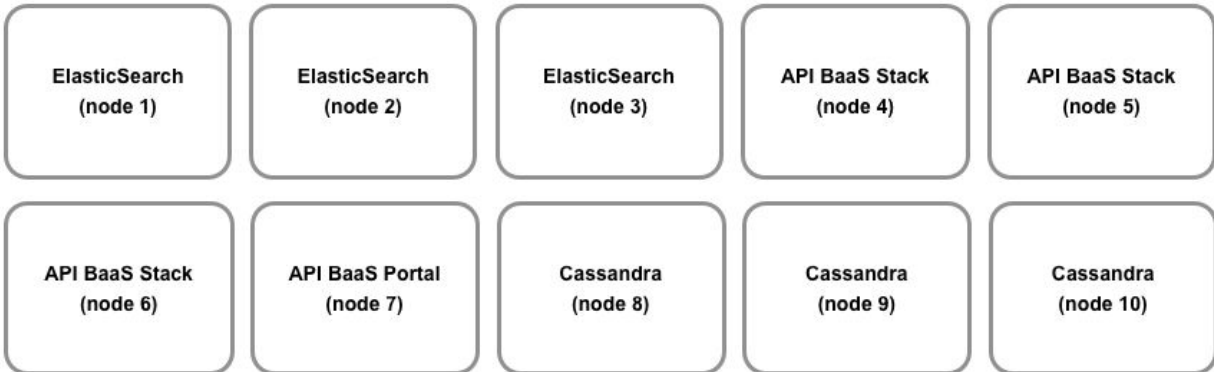 ElasticSearch
(node 1)
ElasticSearch
(node 2)
ElasticSearch
(node 3)
API BaaS Stack
(node 4)
API BaaS Stack
(node 5)
API BaaS Stack
(node 6)
API BaaS Portal
(node 7)
Cassandra
(node 8)
Cassandra
(node 9)
Cassandra
(node 10)